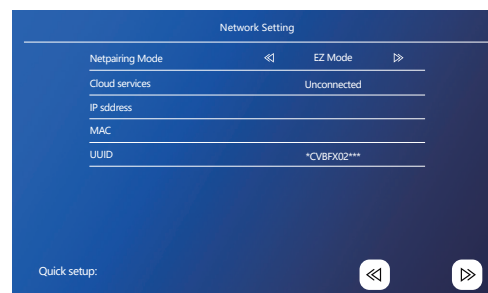 Network Setting
Netpairing Mode EZ Mode
Cloud services Unconnected
IP sddress
MAC
UUID *CVBFX02***
Quick setup: